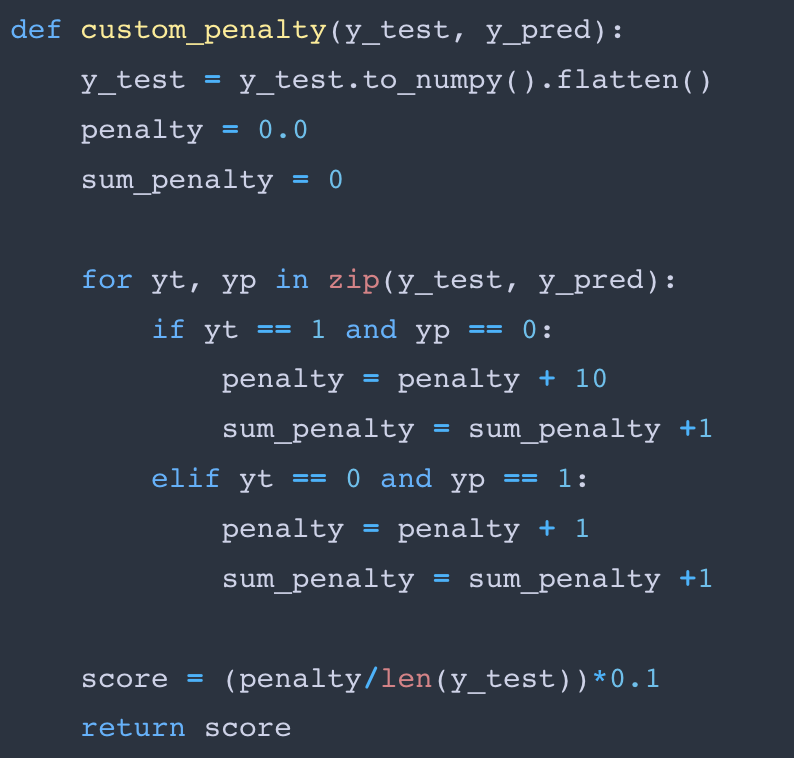 def custom_penalty(y_test, y_pred):
    y_test = y_test.to_numpy().flatten()
    penalty = 0.0
    sum_penalty = 0

    for yt, yp in zip(y_test, y_pred):
        if yt == 1 and yp == 0:
            penalty = penalty + 10
            sum_penalty = sum_penalty +1
        elif yt == 0 and yp == 1:
            penalty = penalty + 1
            sum_penalty = sum_penalty +1

    score = (penalty/len(y_test))*0.1
    return score